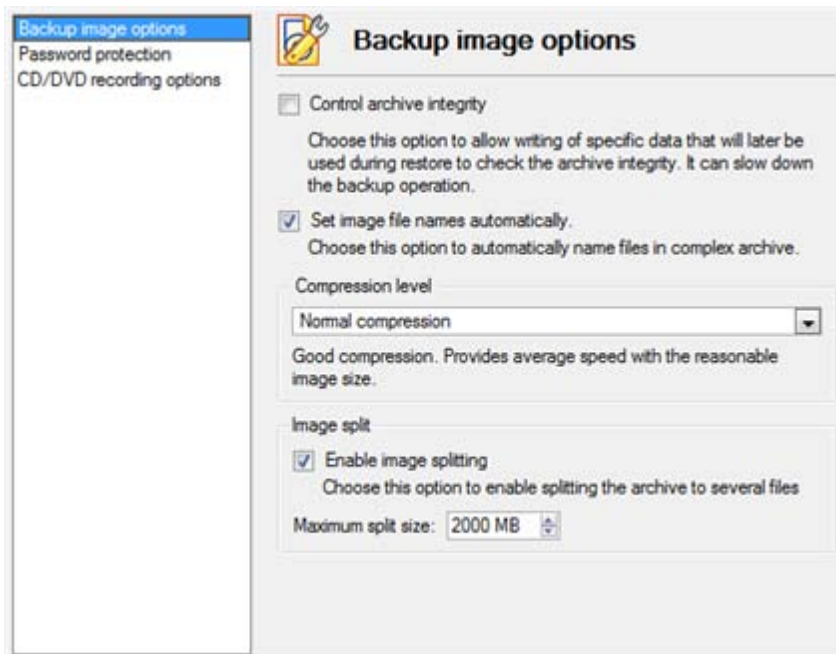 Backup image options
Password protection
CD/DVD recording options
Backup image options
Control archive integrity
Choose this option to allow writing of specific data that will later be
used during restore to check the archive integrity. It can slow down
the backup operation.
Set image file names automatically.
Choose this option to automatically name files in complex archive.
Compression level
Normal compression
Good compression. Provides average speed with the reasonable
image size.
Image split
Enable image splitting
Choose this option to enable splitting the archive to several files
Maximum split size: 2000 MB